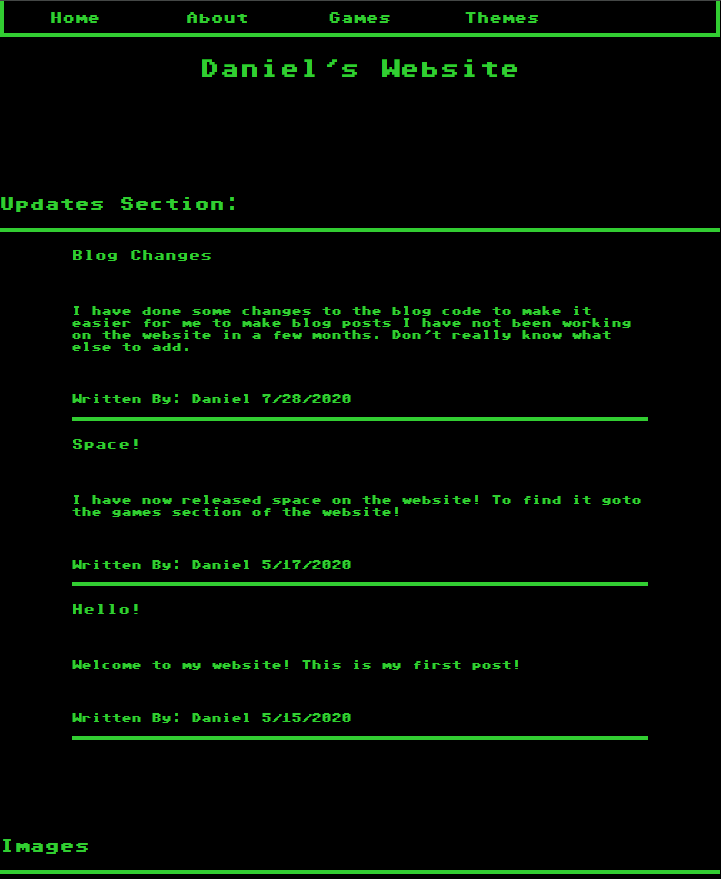 Home About Games Themes
Daniel's Website
Updates Section:
Blog Changes
I have done some changes to the blog code to make it
easier for me to make blog posts I have not been working
on the website in a few months. Don't really know what
else to add.
Written By: Daniel 7/28/2020
Space!
I have now released space on the website! To find it goto
the games section of the website!
Written By: Daniel 5/17/2020
Hello!
Welcome to my website! This is my first post!
Written By: Daniel 5/15/2020
Images